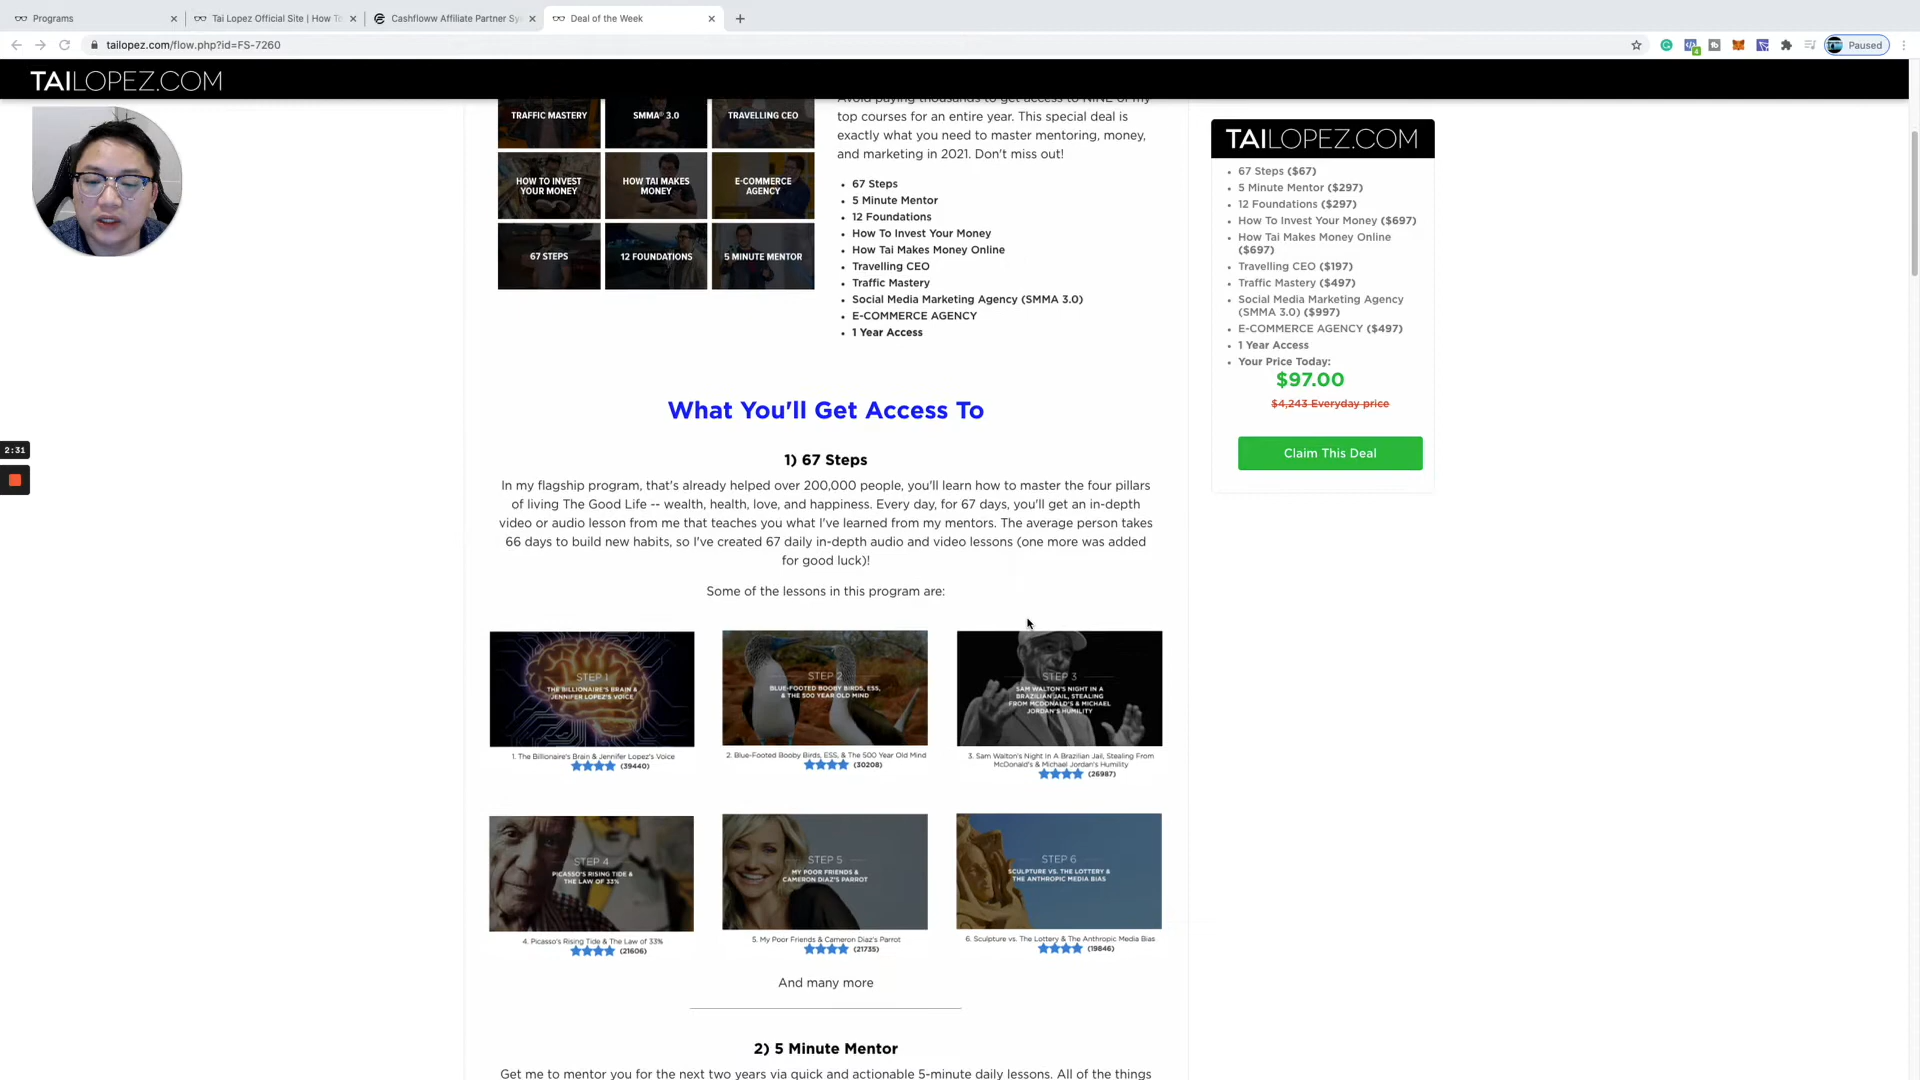 Programs
Tai Lopez Official Site | How To
Cashfloww Affiliate Partner Sy
Deal of the Week
tailopez.com/flow.php?id=FS-7260
4
Paused
TAILOPEZ.COM
TRAFFIC MASTERY
SMMA® 3.0
TRAVELLING CEO
HOW TO INVEST
YOUR MONEY
HOW TAI MAKES
MONEY
E-COMMERCE
AGENCY
67 STEPS
12 FOUNDATIONS
5 MINUTE MENTOR
Avoid paying thousands to get access to NINE of my
top courses for an entire year. This special deal is
exactly what you need to master mentoring, money,
and marketing in 2021. Don't miss out!
67 Steps
5 Minute Mentor
12 Foundations
How To Invest Your Money
How Tai Makes Money Online
Travelling CEO
Traffic Mastery
Social Media Marketing Agency (SMMA 3.0)
E-COMMERCE AGENCY
1 Year Access
TAILOPEZ.COM
67 Steps ($67)
5 Minute Mentor ($297)
12 Foundations ($297)
How To Invest Your Money ($697)
How Tai Makes Money Online
($697)
Travelling CEO ($197)
Traffic Mastery ($497)
Social Media Marketing Agency
(SMMA 3.0) ($997)
E-COMMERCE AGENCY ($497)
1 Year Access
Your Price Today:
$97.00
$4,243 Everyday price
Claim This Deal
2:31
What You'll Get Access To
1) 67 Steps
In my flagship program, that's already helped over 200,000 people, you'll learn how to master the four pillars
of living The Good Life -- wealth, health, love, and happiness. Every day, for 67 days, you'll get an in-depth
video or audio lesson from me that teaches you what I've learned from my mentors. The average person takes
66 days to build new habits, so I've created 67 daily in-depth audio and video lessons (one more was added
for good luck)!
Some of the lessons in this program are:
STEP 1
THE BILLIONAIRE'S BRAIN &
JENNIFER LOPEZ'S VOICE
STEP 2
BLUE-FOOTED BOOBY BIRDS, ESS,
& THE 500 YEAR OLD MIND
STEP 3
SAM WALTON'S NIGHT IN A
BRAZILIAN JAIL, STEALING
FROM MCDONALD'S & MICHAEL
JORDAN'S HUMILITY
1. The Billionaire's Brain & Jennifer Lopez's Voice
(39440)
2. Blue-Footed Booby Birds, ESS, & The 500 Year Old Mind
(30208)
3. Sam Walton's Night In A Brazilian Jail, Stealing From
McDonald's & Michael Jordan's Humility
(26987)
STEP 4
PICASSO'S RISING TIDE &
THE LAW OF 33%
STEP 5
MY POOR FRIENDS &
CAMERON DIAZ'S PARROT
STEP 6
SCULPTURE VS. THE LOTTERY &
THE ANTHROPIC MEDIA BIAS
4. Picasso's Rising Tide & The Law of 33%
(21606)
5. My Poor Friends & Cameron Diaz's Parrot
(21735)
6. Sculpture vs. The Lottery & The Anthropic Media Bias
(19846)
And many more
2) 5 Minute Mentor
Get me to mentor you for the next two years via quick and actionable 5-minute daily lessons. All of the things